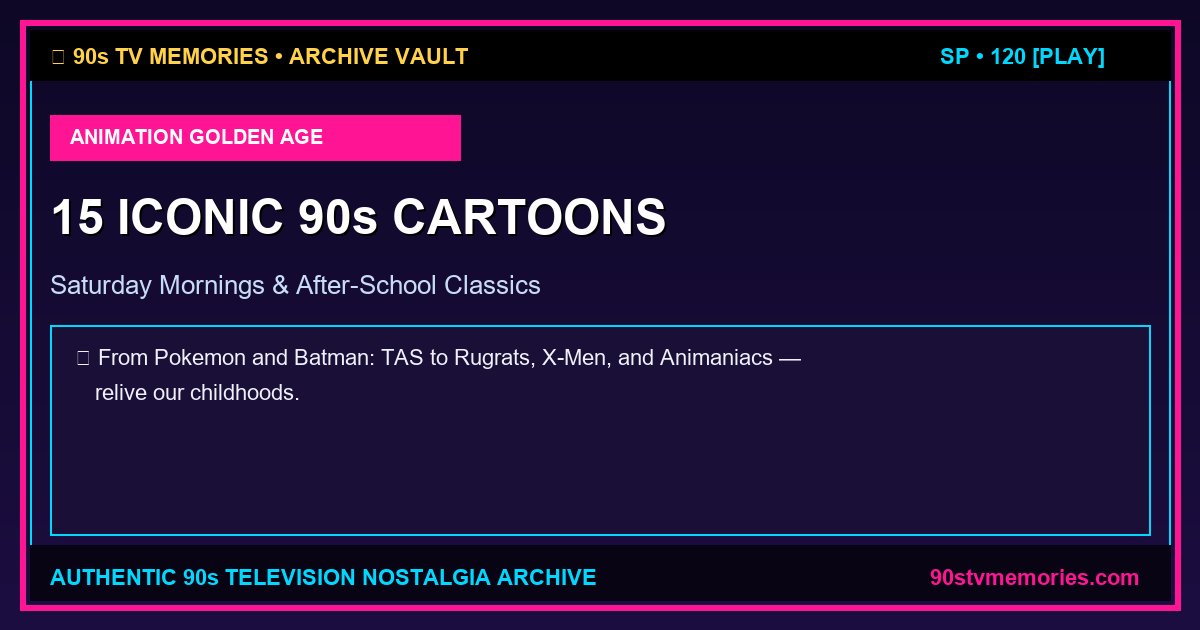 90s TV MEMORIES • ARCHIVE VAULT
SP • 120 [PLAY]
ANIMATION GOLDEN AGE
15 ICONIC 90s CARTOONS
Saturday Mornings & After-School Classics
From Pokemon and Batman: TAS to Rugrats, X-Men, and Animaniacs —
relive our childhoods.
AUTHENTIC 90s TELEVISION NOSTALGIA ARCHIVE
90stvmemories.com